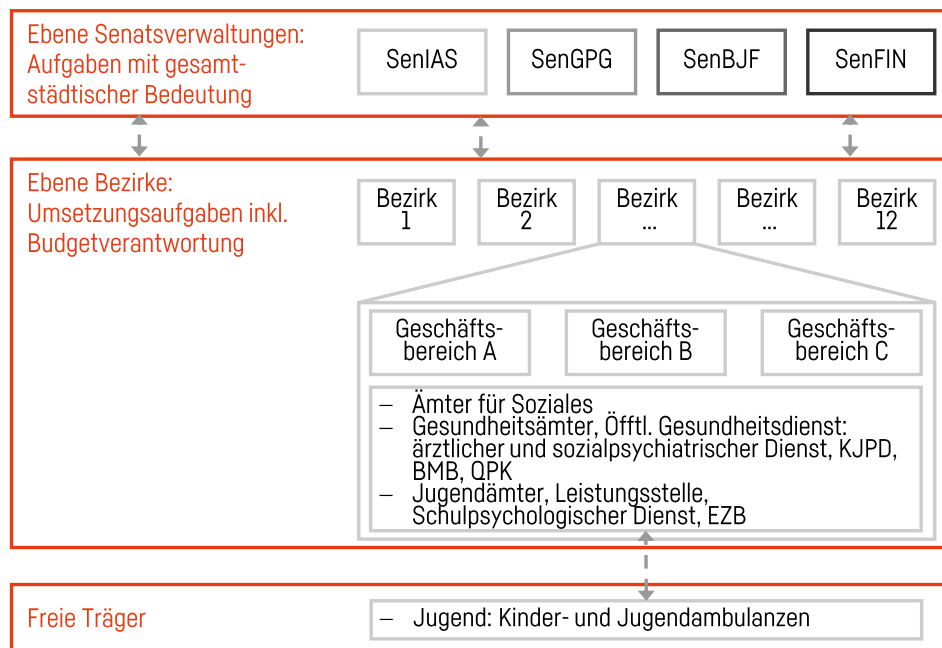 Ebene Senatsverwaltungen:
Aufgaben mit gesamt-
städtischer Bedeutung
SenIAS
SenGPG
SenBJF
SenFIN
Ebene Bezirke:
Umsetzungsaufgaben inkl.
Budgetverantwortung
Bezirk
1
Bezirk
2
Bezirk
...
Bezirk
...
Bezirk
12
Geschäfts-
bereich A
Geschäfts-
bereich B
Geschäfts-
bereich C
– Ämter für Soziales
– Gesundheitsämter, Öfftl. Gesundheitsdienst:
ärztlicher und sozialpsychiatrischer Dienst, KJPD,
BMB, QPK
– Jugendämter, Leistungsstelle,
Schulpsychologischer Dienst, EZB
Freie Träger
– Jugend: Kinder- und Jugendambulanzen